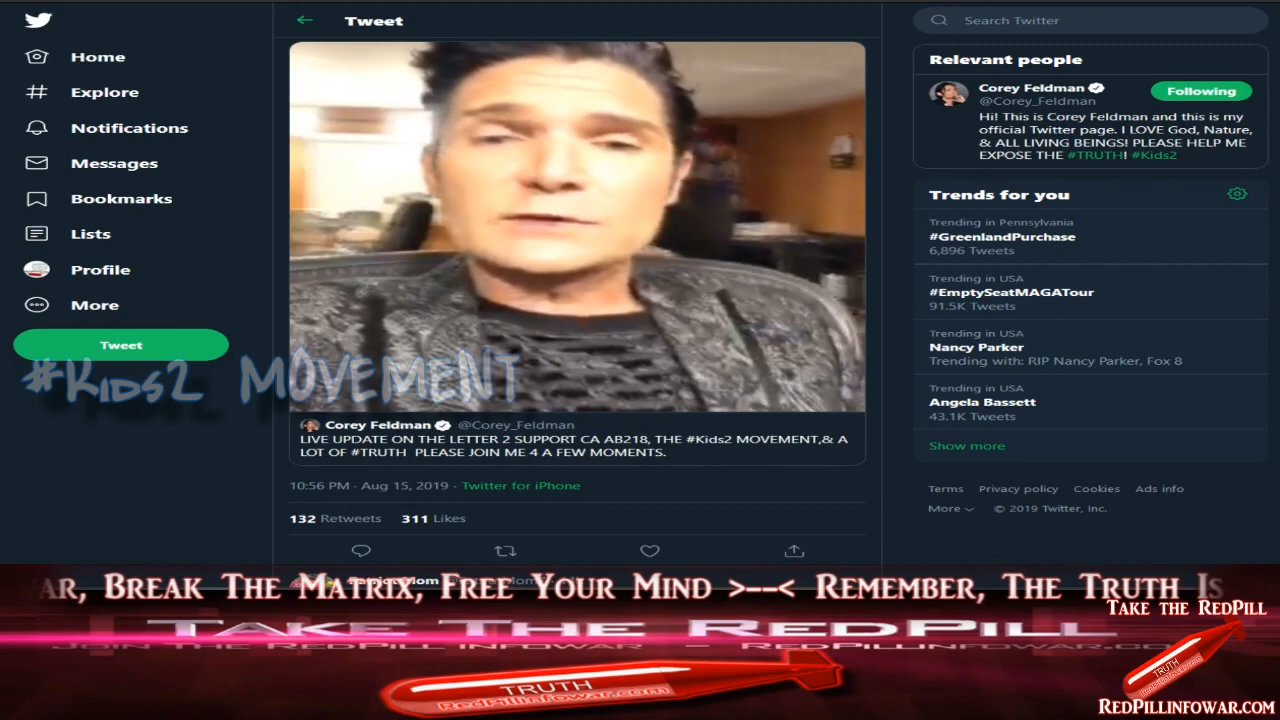 Home
Explore
Notifications
Messages
Bookmarks
Lists
Profile
More
Tweet
#Kids2 MOVEMENT
Tweet
Corey Feldman @Corey_Feldman
LIVE UPDATE ON THE LETTER 2 SUPPORT CA AB218, THE #Kids2 MOVEMENT,& A
LOT OF #TRUTH PLEASE JOIN ME 4 A FEW MOMENTS.
10:56 PM · Aug 15, 2019 · Twitter for iPhone
132 Retweets 311 Likes
Search Twitter
Relevant people
Corey Feldman
@Corey_Feldman
Following
Hi! This is Corey Feldman and this is my
official Twitter page. I LOVE God, Nature,
& ALL LIVING BEINGS! PLEASE HELP ME
EXPOSE THE #TRUTH! #Kids2
Trends for you
Trending in Pennsylvania
#GreenlandPurchase
6,896 Tweets
Trending in USA
#EmptySeatMAGATour
91.5K Tweets
Trending in USA
Nancy Parker
Trending with: RIP Nancy Parker, Fox 8
Trending in USA
Angela Bassett
43.1K Tweets
Show more
Terms Privacy policy Cookies Ads info
More © 2019 Twitter, Inc.
AR, BREAK THE MATRIX, FREE YOUR MIND >--< REMEMBER, THE TRUTH IS
TAKE THE REDPILL
JOIN THE REDPILL INFOWAR – REDPILLINFOWAR.CO
TRUTH
RedPillinfowar.com
TAKE THE REDPILL
TRUTH
REDPILLINFOWAR.COM